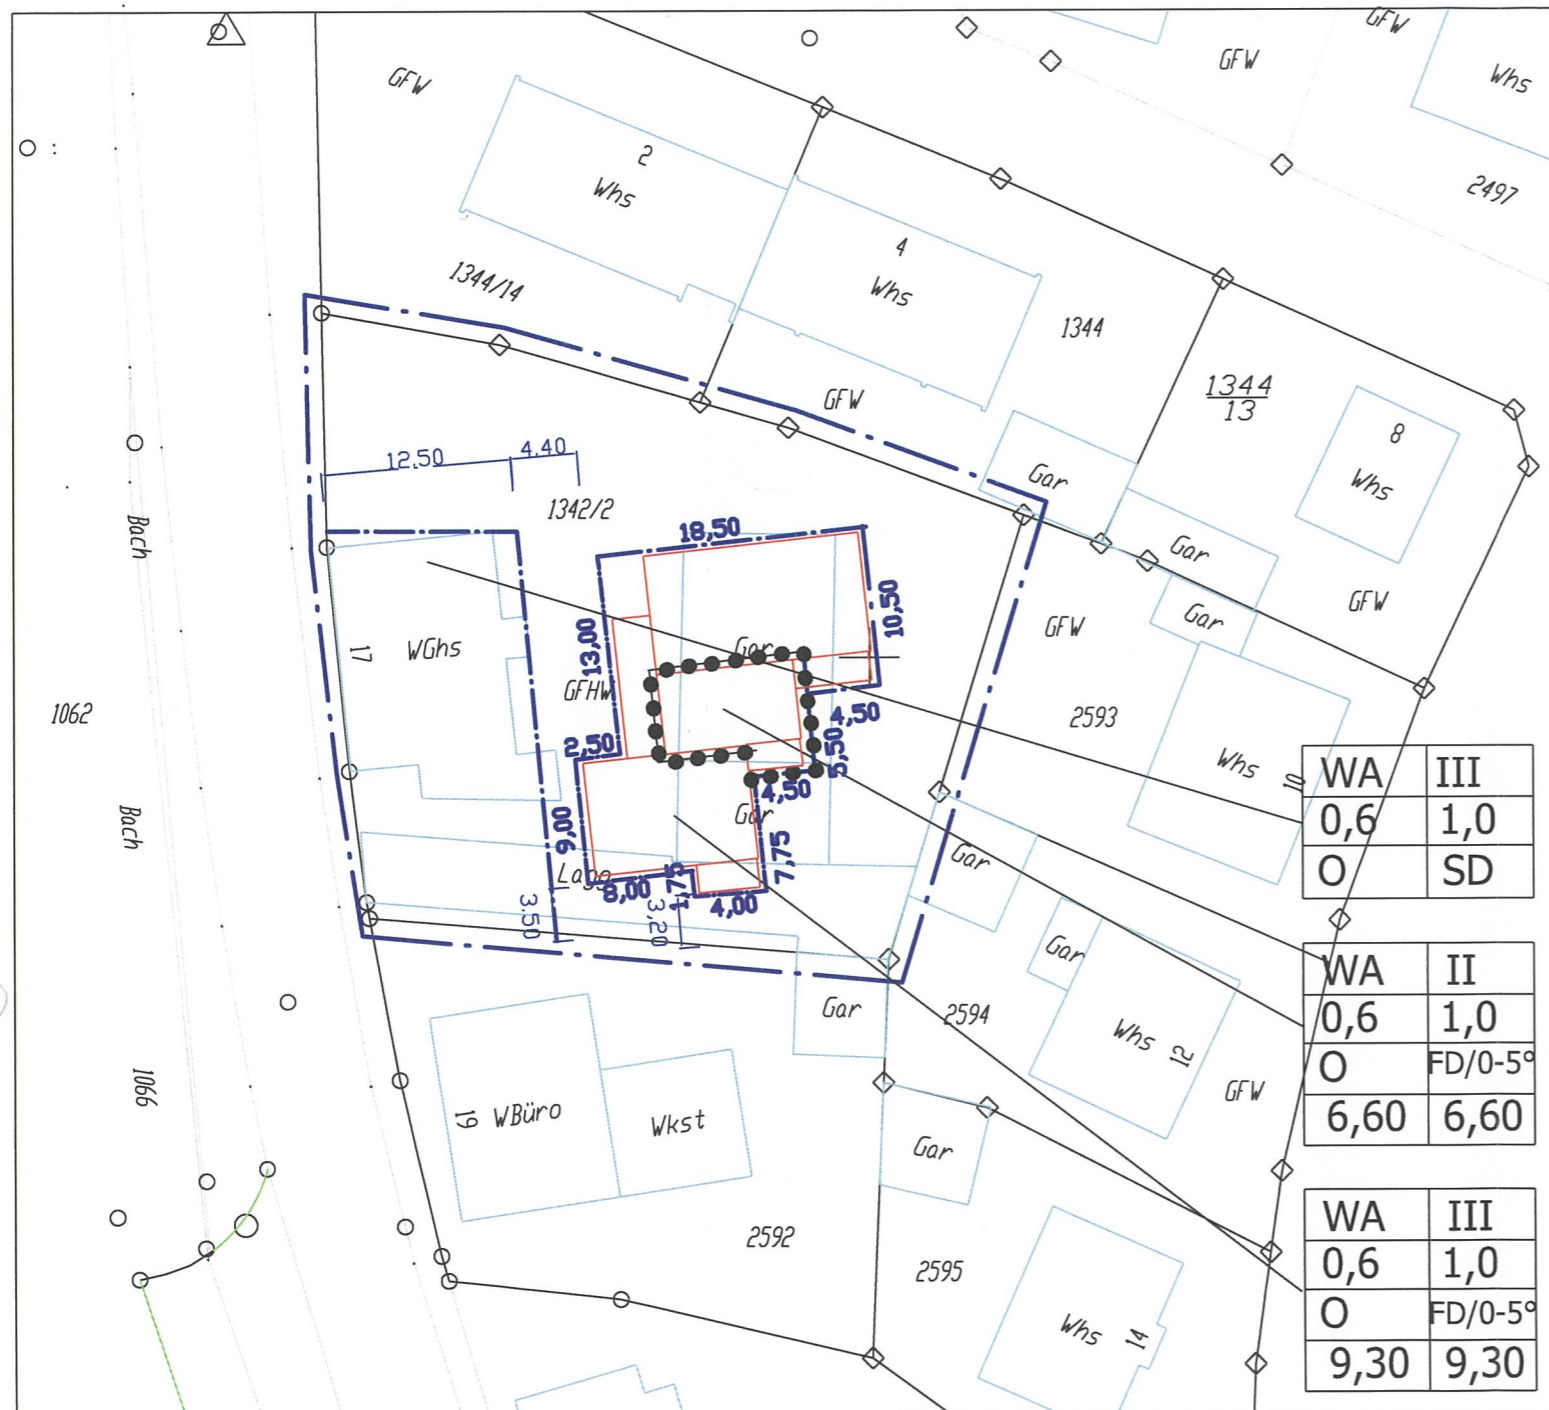 GFW
GFW
GFW
Whs
2
Whs
2497
4
Whs
1344/14
1344
1344
13
GFW
8
Whs
12.50
4.40
Gar
1342/2
Bach
18,50
Gar
GFW
10,50
Gar
17
WGhs
13,00
Gar
GFHW
GFW
1062
4,50
2593
2,50
5,50
Whs
10
4,50
Bach
9,00
Gar
7,75
Gar
Lagg
8,00
1,75
4,00
3.50
3,20
Gar
Gar
2594
Whs
12
1066
GFW
19
WBüro
Wkst
Gar
2592
2595
Whs
14
WA III
0,6 1,0
O SD
WA II
0,6 1,0
O FD/0-5°
6,60 6,60
WA III
0,6 1,0
O FD/0-5°
9,30 9,30